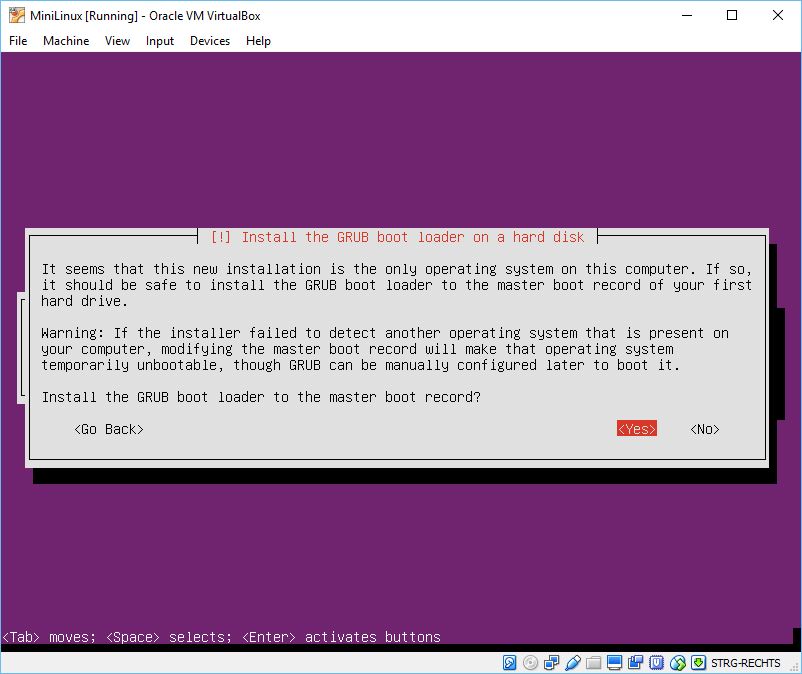 MiniLinux [Running] - Oracle VM VirtualBox
File Machine View Input Devices Help
[!] Install the GRUB boot loader on a hard disk
It seems that this new installation is the only operating system on this computer. If so,
it should be safe to install the GRUB boot loader to the master boot record of your first
hard drive.
Warning: If the installer failed to detect another operating system that is present on
your computer, modifying the master boot record will make that operating system
temporarily unbootable, though GRUB can be manually configured later to boot it.
Install the GRUB boot loader to the master boot record?
<Go Back> <Yes> <No>
<Tab> moves; <Space> selects; <Enter> activates buttons
STRG-RECHTS